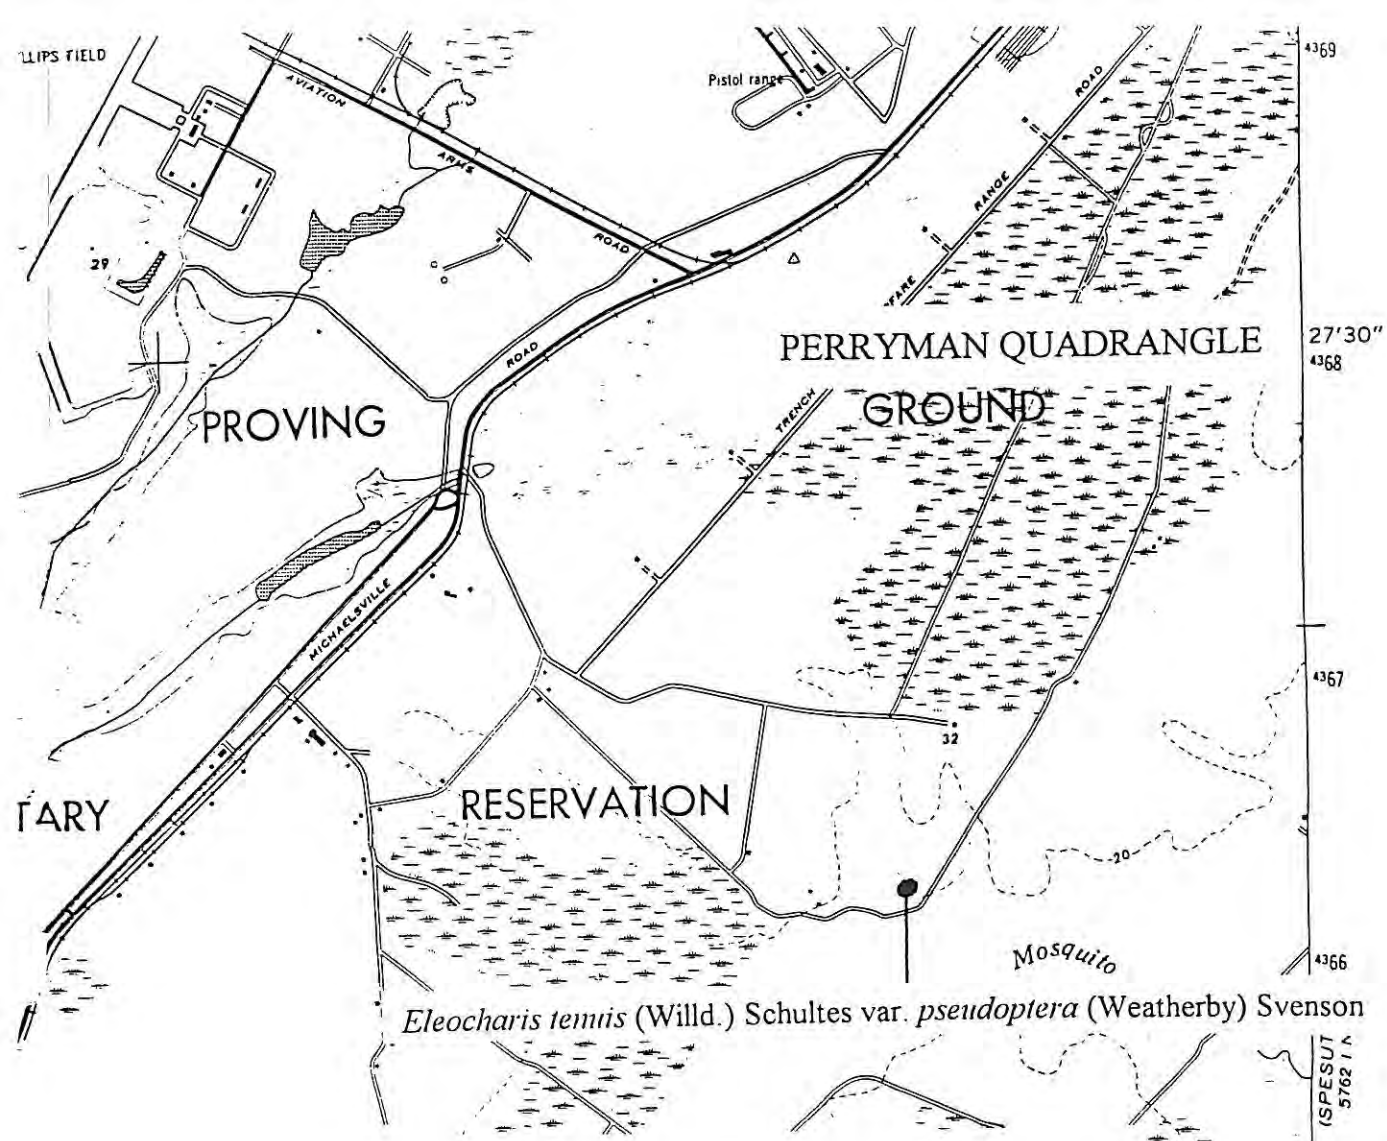 LLIPS FIELD
4369
AVIATION
Pistol range
ROAD
ARMS
RANGE
ROAD
29
FARE
27'30"
PERRYMAN QUADRANGLE
ROAD
4368
PROVING
TRENCH
GROUND
MICHAELSVILLE
4367
32
TARY
RESERVATION
20
Mosquito
4366
Eleocharis tenuis (Willd.) Schultes var. pseudoptera (Weatherby) Svenson
(SPESUT
5762 I N